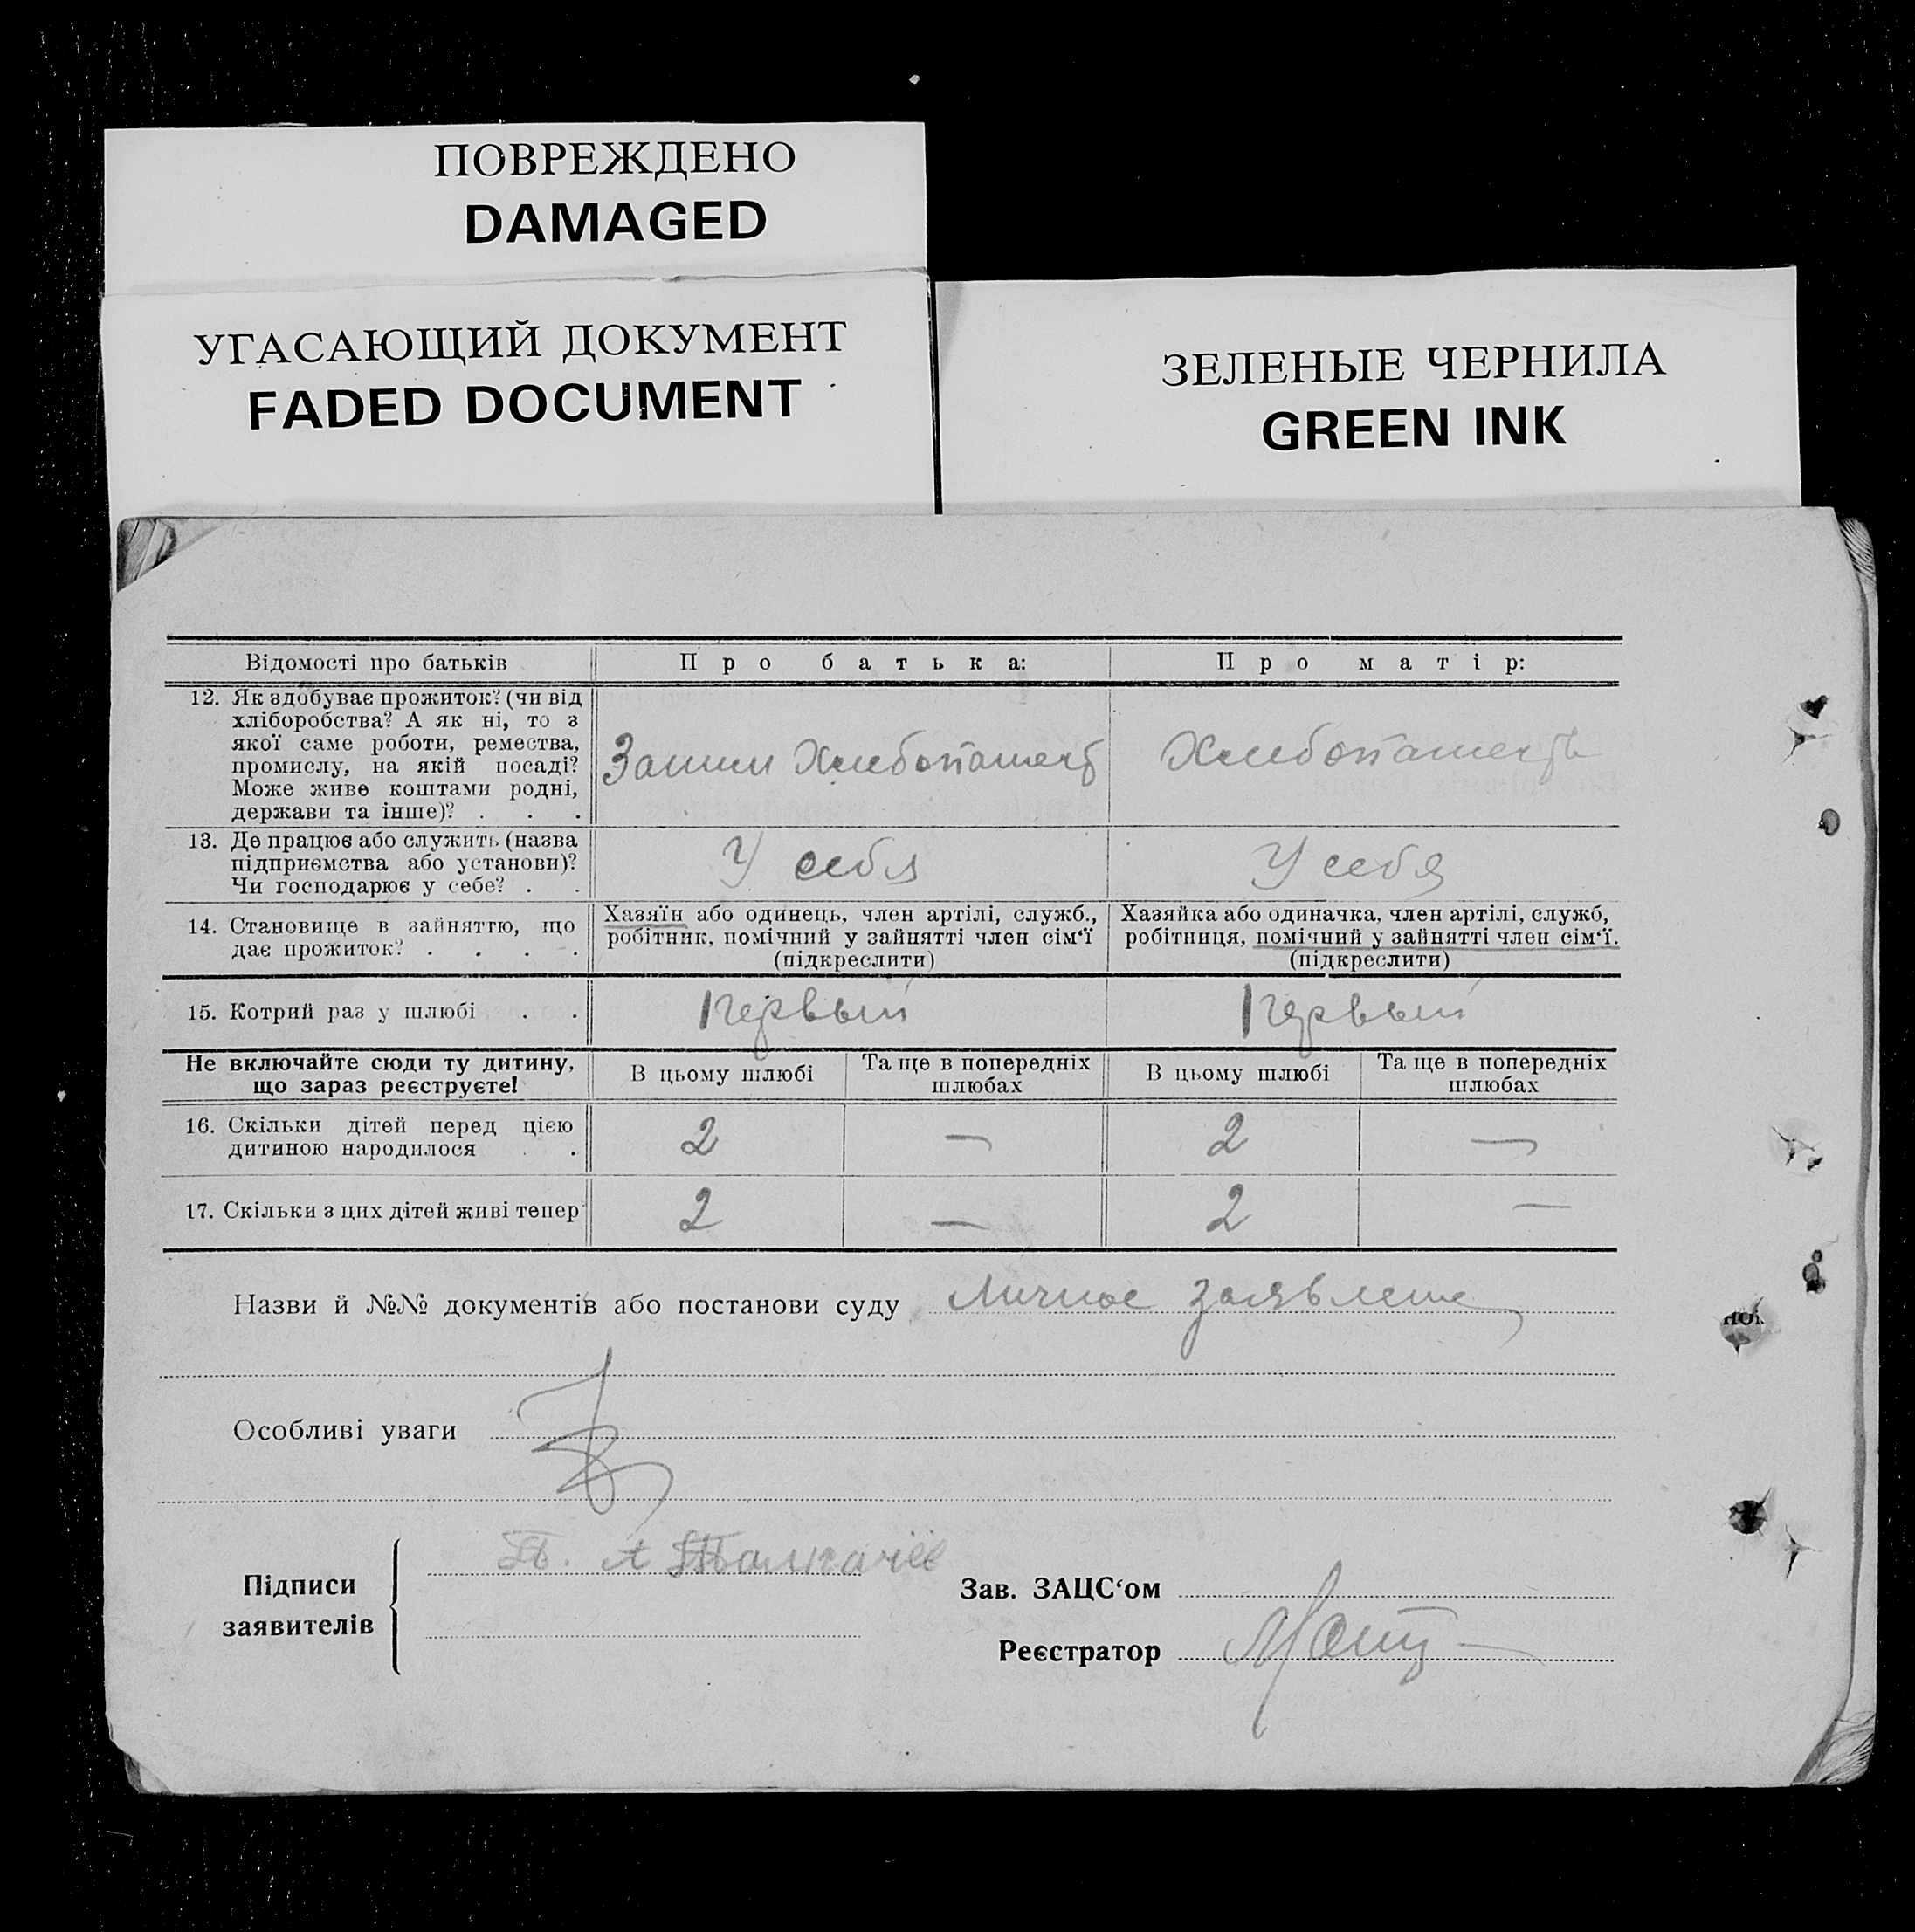 ПОВРЕЖДЕНО
DAMAGED
УГАСАЮЩИЙ ДОКУМЕНТ
FADED DOCUMENT
ЗЕЛЕНЫЕ ЧЕРНИЛА
GREEN INK
Відомості про батьків Про батька: Про матір:
12. Як здобуває прожиток? (чи від
хліборобства? А як ні, то з
якої саме роботи, ремества,
промислу, на якій посаді?
Може живе коштами родні,
держави та інше)? . . .
Хлебопашеств
Хлебопашеств
13. Де працює або служить (назва
підприємства або установи)?
Чи господарює у себе? . .
У себя
У себя
14. Становище в зайняттю, що
дає прожиток? . . . .
Хазяїн або одинець, член артілі, служб.,
робітник, помічний у зайнятті член сім'ї
(підкреслити)
Хазяйка або одиначка, член артілі, служб,
робітниця, помічний у зайнятті член сім'ї.
(підкреслити)
15. Котрий раз у шлюбі . . Первый Первый
Не включайте сюди ту дитину,
що зараз реєструєте!
В цьому шлюбі
Та ще в попередніх
шлюбах
В цьому шлюбі
Та ще в попередніх
шлюбах
16. Скільки дітей перед цією
дитиною народилося . .
2 — 2 —
17. Скільки з цих дітей живі тепер 2 — 2 —
Назви й №№ документів або постанови суду Личное заявление
Особливі уваги
Підписи
заявителів
Зав. ЗАЦС'ом
Реєстратор
ної.